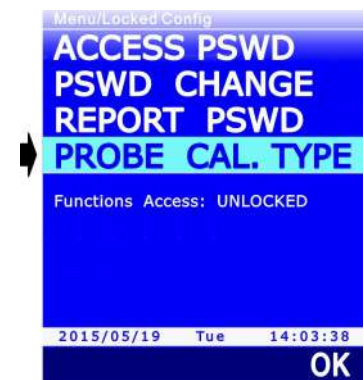 Menu/Locked Config
ACCESS PSWD
PSWD CHANGE
REPORT PSWD
PROBE CAL. TYPE
Functions Access: UNLOCKED
2015/05/19 Tue 14:03:38
OK